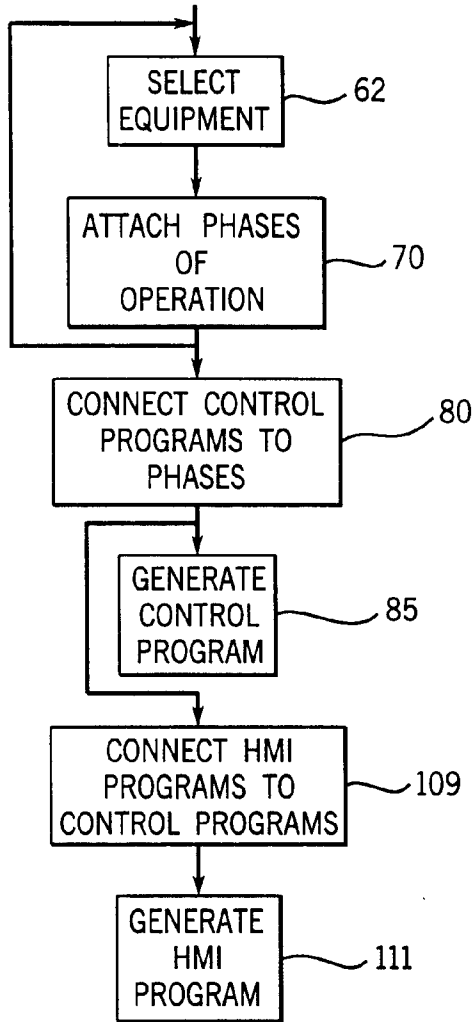 SELECT
EQUIPMENT
62
ATTACH PHASES
OF
OPERATION
70
CONNECT CONTROL
PROGRAMS TO
PHASES
80
GENERATE
CONTROL
PROGRAM
85
CONNECT HMI
PROGRAMS TO
CONTROL PROGRAMS
109
GENERATE
HMI
PROGRAM
111